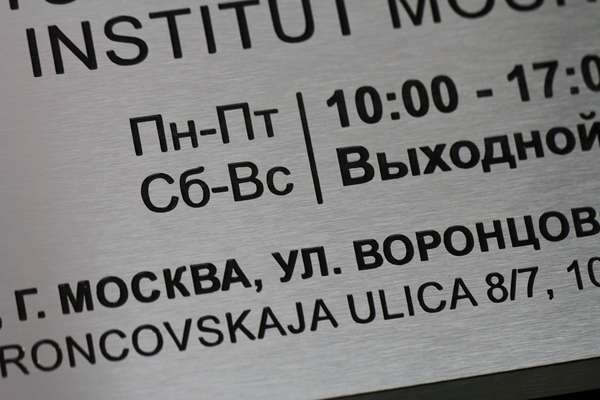 INSTITUT
Пн-Пт 10:00 - 17:0
Сб-Вс Выходной
, Г. МОСКВА, УЛ. ВОРОНЦОВ
RONCOVSKAJA ULICA 8/7, 10